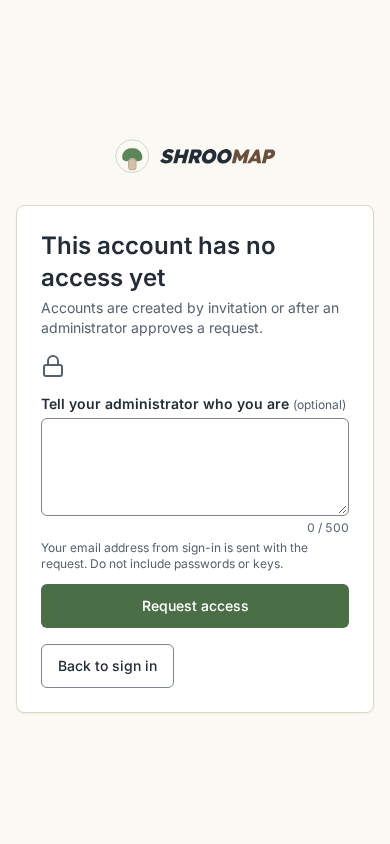 SHROOMAP
This account has no
access yet
Accounts are created by invitation or after an
administrator approves a request.
Tell your administrator who you are (optional)
0 / 500
Your email address from sign-in is sent with the
request. Do not include passwords or keys.
Request access
Back to sign in